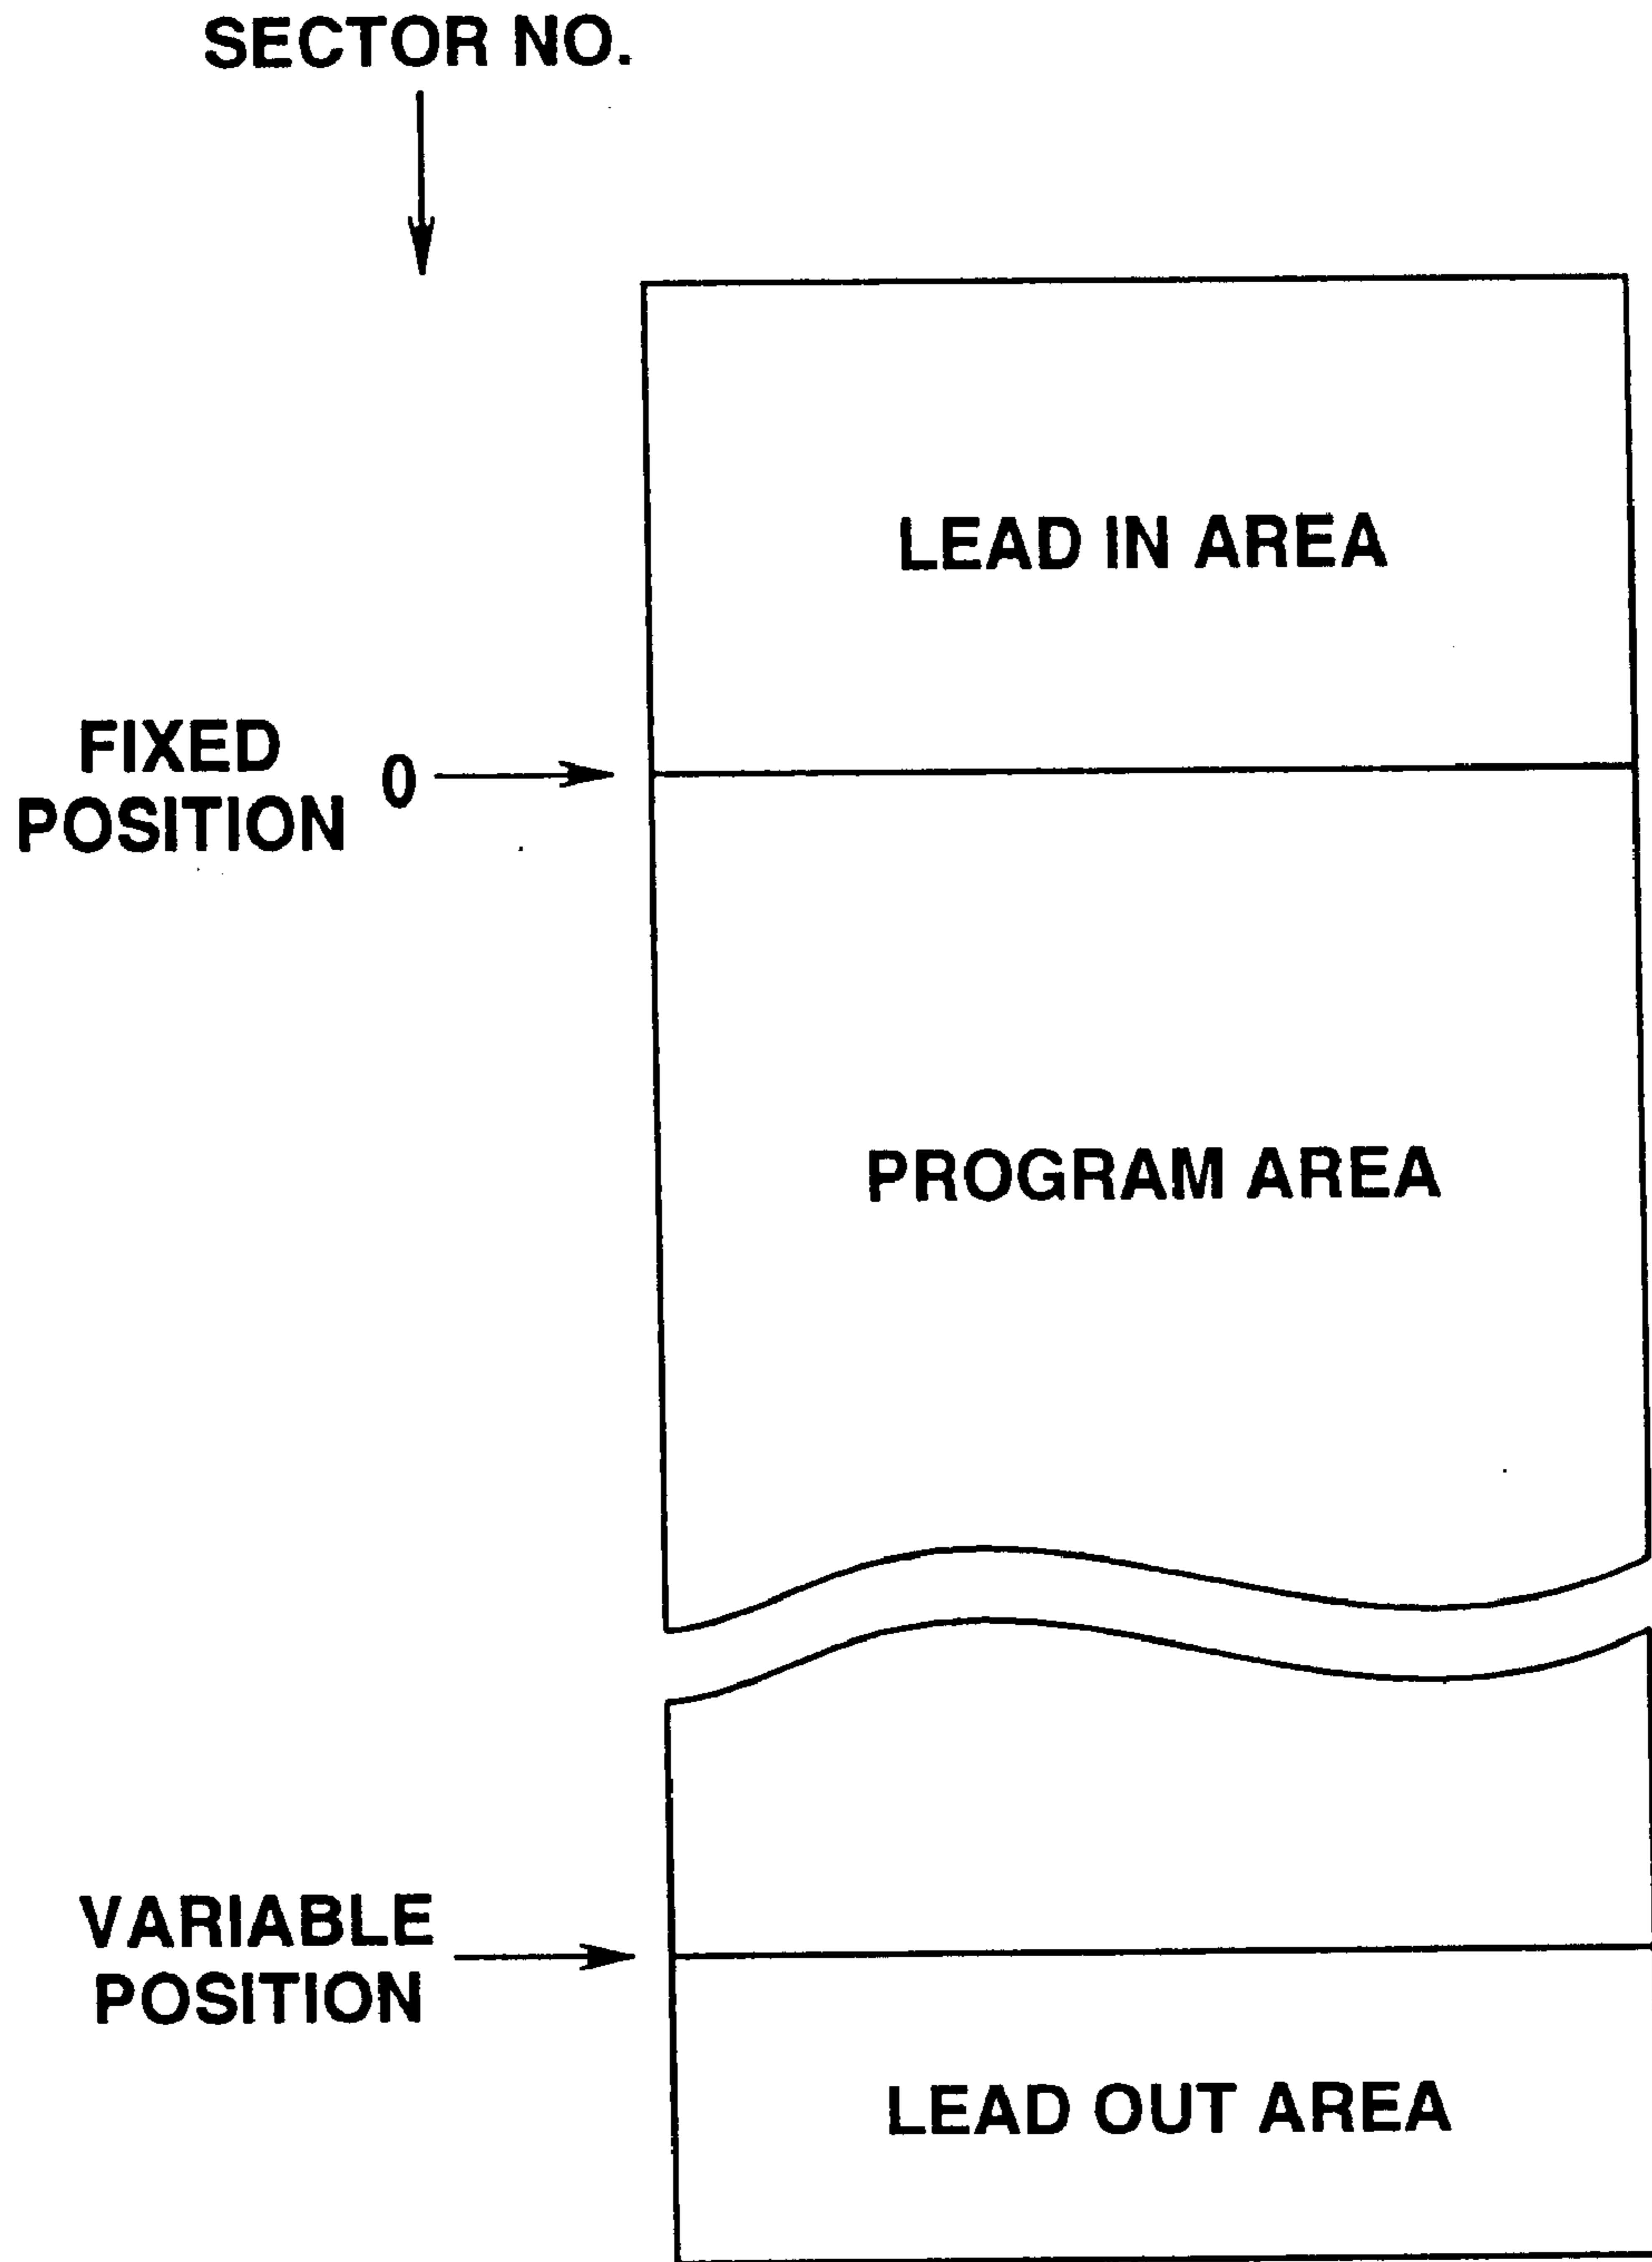 SECTOR NO.
LEAD IN AREA
FIXED
POSITION
0
PROGRAM AREA
VARIABLE
POSITION
LEAD OUT AREA